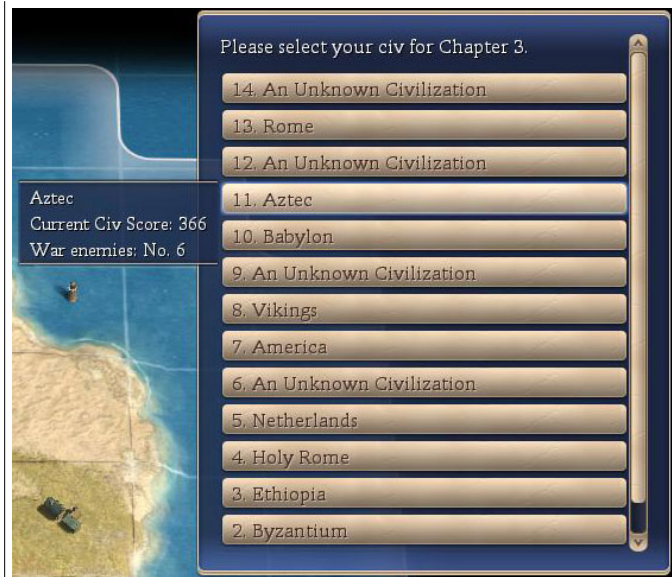 Please select your civ for Chapter 3.
14. An Unknown Civilization
13. Rome
12. An Unknown Civilization
11. Aztec
10. Babylon
9. An Unknown Civilization
8. Vikings
7. America
6. An Unknown Civilization
5. Netherlands
4. Holy Rome
3. Ethiopia
2. Byzantium
Aztec
Current Civ Score: 366
War enemies: No. 6